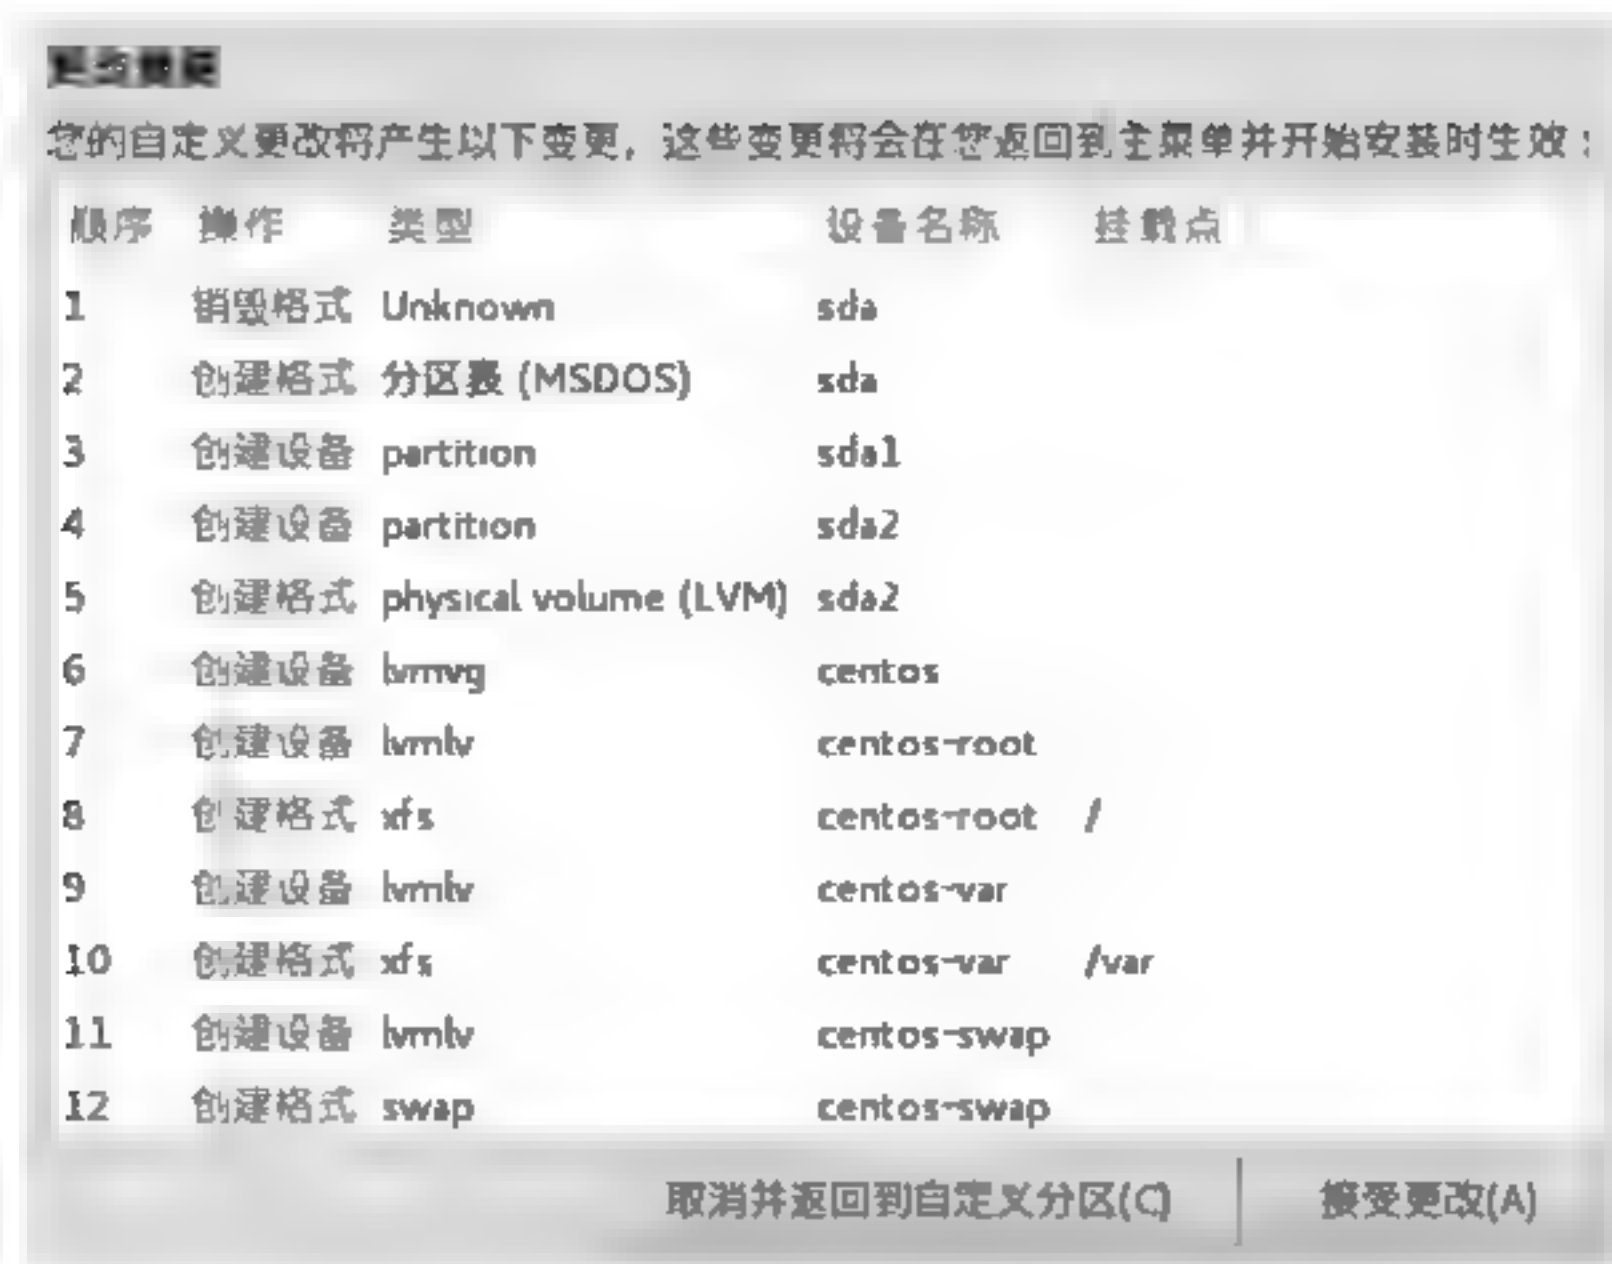 更改摘要
您的自定义更改将产生以下变更，这些变更将会在您返回到主菜单并开始安装时生效：
顺序 操作 类型 设备名称 挂载点
1 销毁格式 Unknown sda
2 创建格式 分区表 (MSDOS) sda
3 创建设备 partition sda1
4 创建设备 partition sda2
5 创建格式 physical volume (LVM) sda2
6 创建设备 lvmvg centos
7 创建设备 lvmlv centos-root
8 创建格式 xfs centos-root /
9 创建设备 lvmlv centos-var
10 创建格式 xfs centos-var /var
11 创建设备 lvmlv centos-swap
12 创建格式 swap centos-swap
取消并返回到自定义分区(C) 接受更改(A)